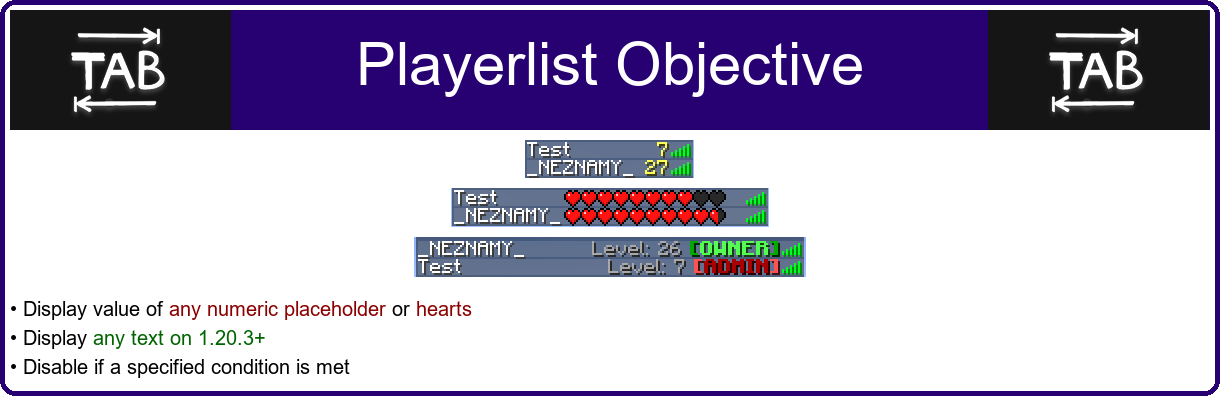 TAB
Playerlist Objective
TAB
Test 7
_NEZNAMY_ 27
Test
_NEZNAMY_
_NEZNAMY_ Level: 26 [OWNER]
Test Level: 7 [ADMIN]
• Display value of any numeric placeholder or hearts
• Display any text on 1.20.3+
• Disable if a specified condition is met